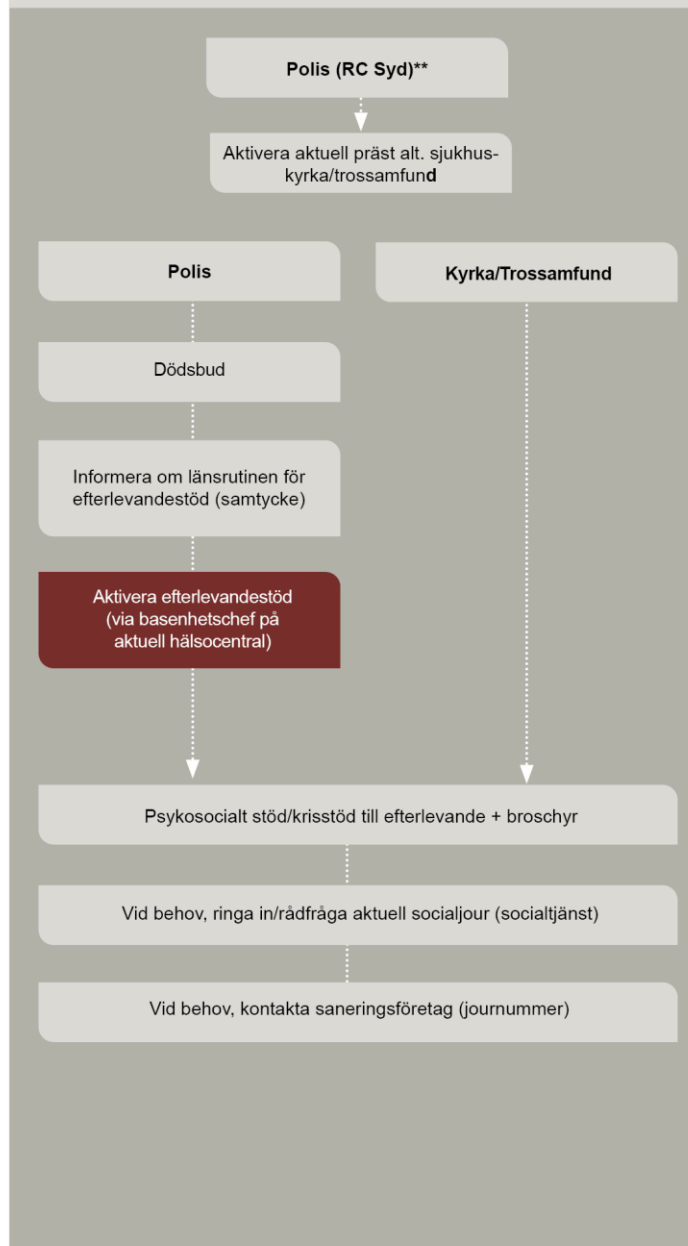 Polis (RC Syd)**
Aktivera aktuell präst alt. sjukhus-
kyrka/trossamfund
Polis
Kyrka/Trossamfund
Dödsbud
Informera om länsrutinen för
efterlevandestöd (samtycke)
Aktivera efterlevandestöd
(via basenhetschef på
aktuell hälsocentral)
Psykosocialt stöd/krisstöd till efterlevande + broschyr
Vid behov, ringa in/rådfråga aktuell socialjour (socialtjänst)
Vid behov, kontakta saneringsföretag (journummer)